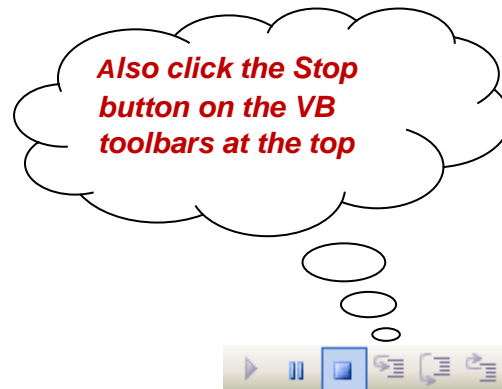 Also click the Stop
button on the VB
toolbars at the top